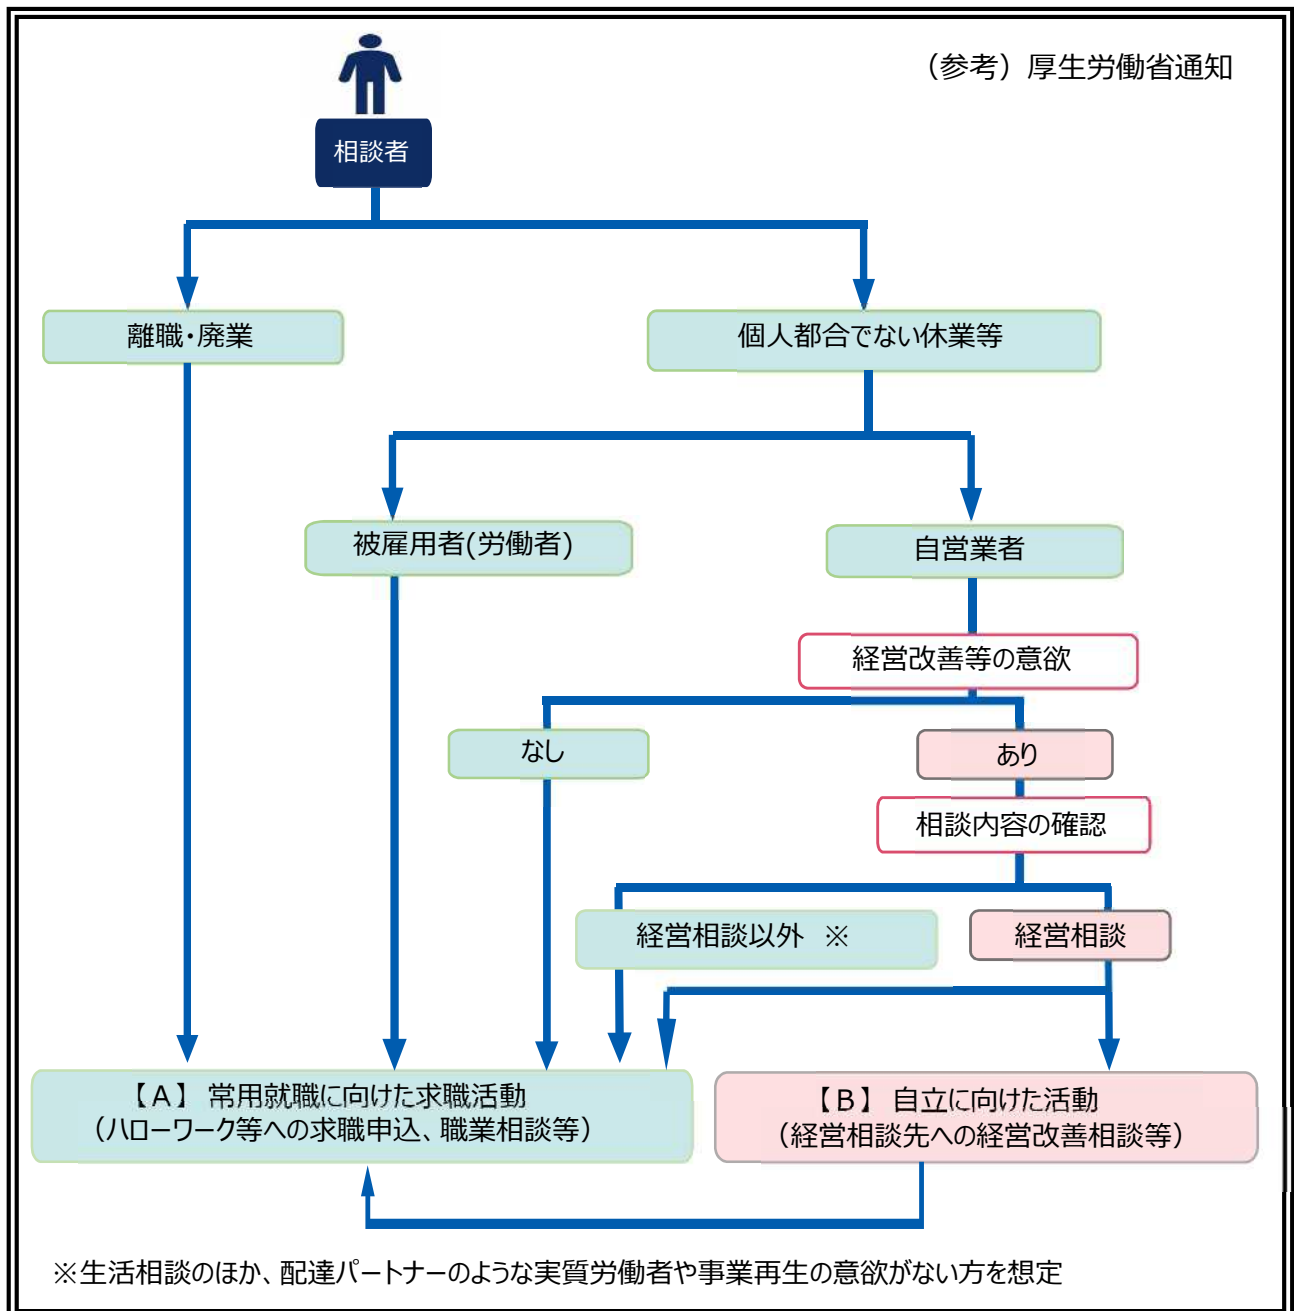 （参考）厚生労働省通知
相談者
離職・廃業
個人都合でない休業等
被雇用者(労働者)
自営業者
経営改善等の意欲
なし
あり
相談内容の確認
経営相談以外　※
経営相談
【Ａ】 常用就職に向けた求職活動
（ハローワーク等への求職申込、職業相談等）
【Ｂ】 自立に向けた活動
（経営相談先への経営改善相談等）
※生活相談のほか、配達パートナーのような実質労働者や事業再生の意欲がない方を想定